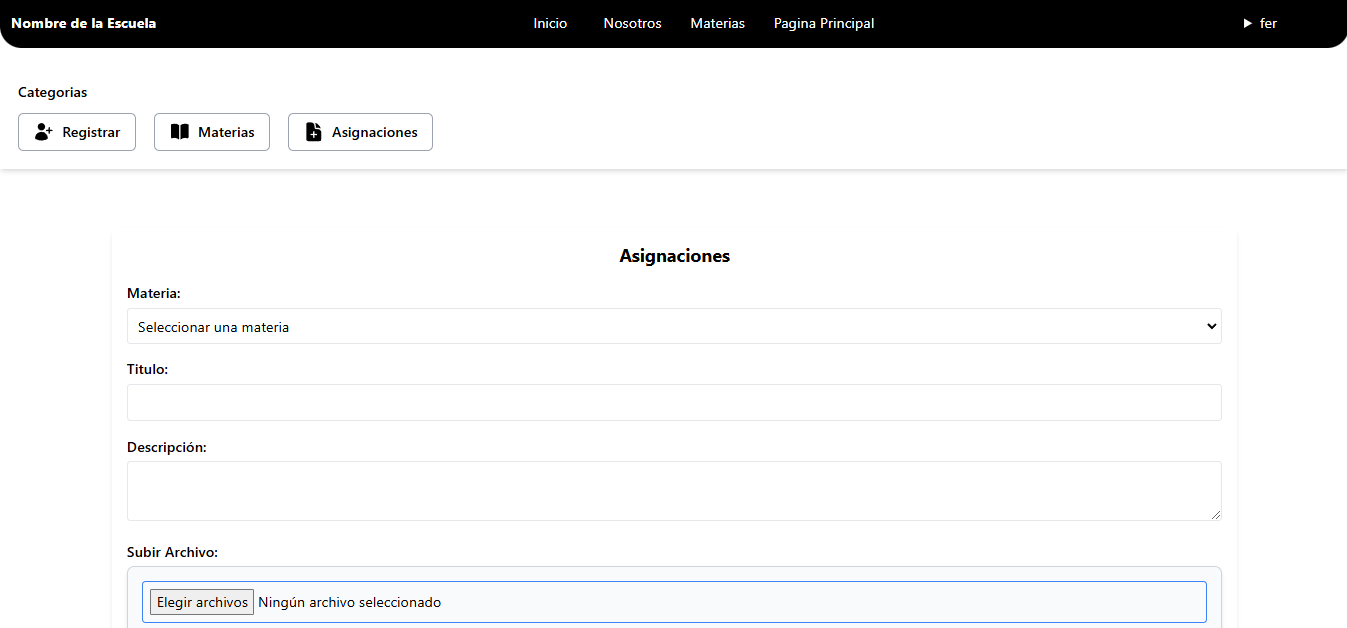 Nombre de la Escuela Inicio Nosotros Materias Pagina Principal ▶ fer
Categorias
Registrar Materias Asignaciones
Asignaciones
Materia:
Seleccionar una materia
Titulo:
Descripción:
Subir Archivo:
Elegir archivos Ningún archivo seleccionado